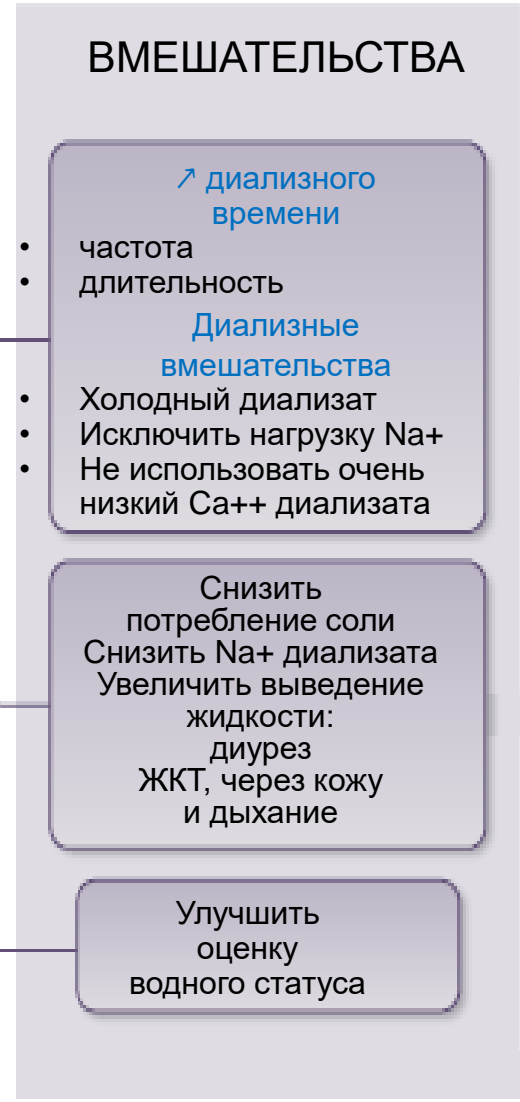 ВМЕШАТЕЛЬСТВА
↗ диализного
времени
• частота
• длительность
Диализные
вмешательства
• Холодный диализат
• Исключить нагрузку Na+
• Не использовать очень
низкий Ca++ диализата
Снизить
потребление соли
Снизить Na+ диализата
Увеличить выведение
жидкости:
диурез
ЖКТ, через кожу
и дыхание
Улучшить
оценку
водного статуса